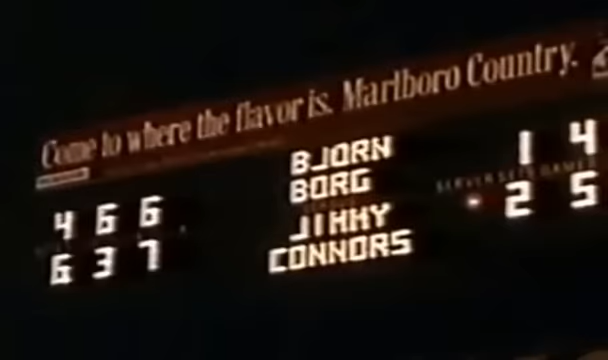 Come to where the flavor is. Marlboro Country.
4 6 6 BJORN BORG 1 4
SERVER SETS GAMES
6 3 7 JIMMY CONNORS 2 5